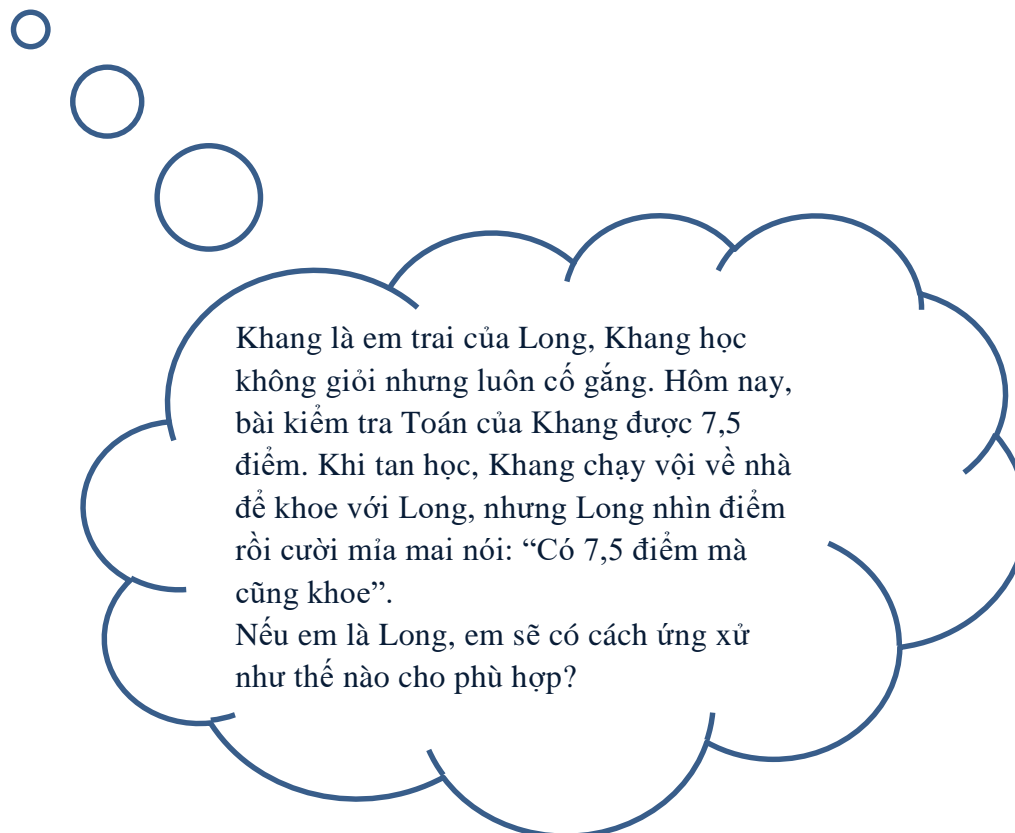 Khang là em trai của Long, Khang học
không giỏi nhưng luôn cố gắng. Hôm nay,
bài kiểm tra Toán của Khang được 7,5
điểm. Khi tan học, Khang chạy vội về nhà
để khoe với Long, nhưng Long nhìn điểm
rồi cười mỉa mai nói: “Có 7,5 điểm mà
cũng khoe”.
Nếu em là Long, em sẽ có cách ứng xử
như thế nào cho phù hợp?